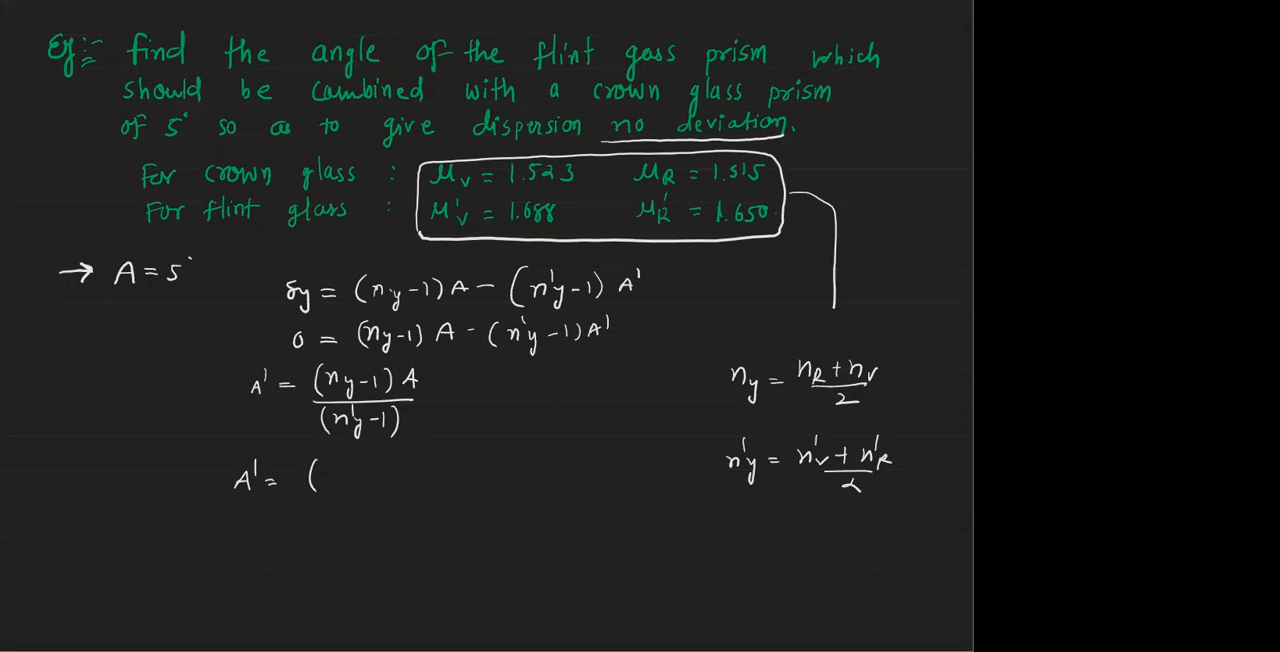 Eg:- find the angle of the flint gass prism which
should be combined with a crown glass prism
of 5° so as to give dispersion no deviation.
For crown glass : μv = 1.523 μR = 1.515
For flint glass : μ'v = 1.688 μ'R = 1.650
→ A = 5°
δy = (ny-1)A - (n'y-1) A'
0 = (ny-1) A - (n'y-1)A'
A' = (ny-1) A / (n'y-1)
ny = nR + nv / 2
A' = (
n'y = n'v + n'R / 2